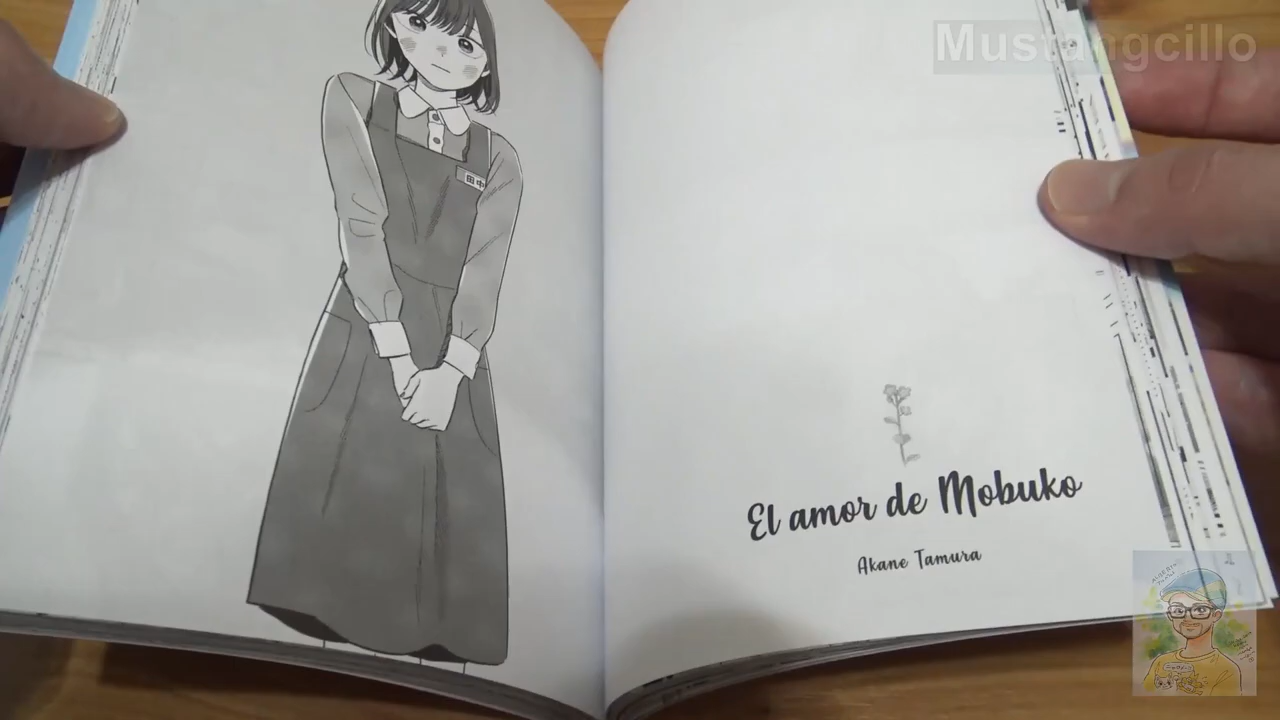 Mustangcillo
田中
El amor de Mobuko
Akane Tamura